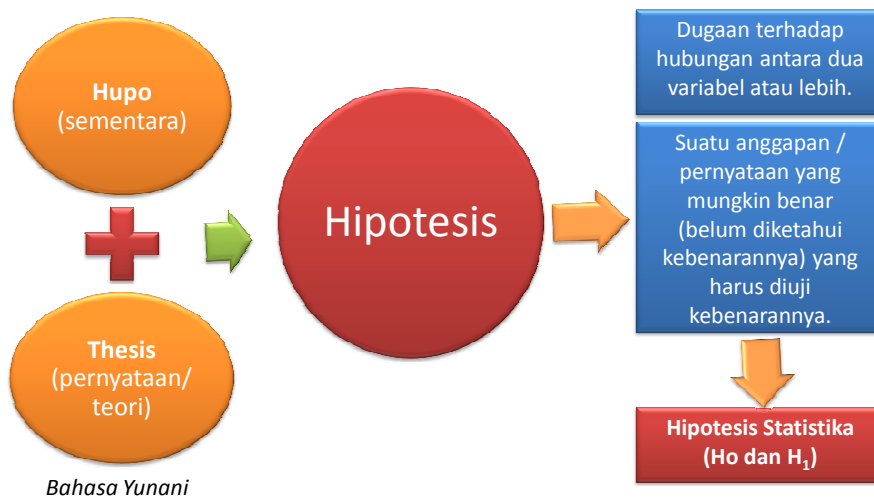 Hupo
(sementara)
Thesis
(pernyataan/
teori)
Bahasa Yunani
Hipotesis
Dugaan terhadap
hubungan antara dua
variabel atau lebih.
Suatu anggapan /
pernyataan yang
mungkin benar
(belum diketahui
kebenarannya) yang
harus diuji
kebenarannya.
Hipotesis Statistika
(Ho dan H₁)